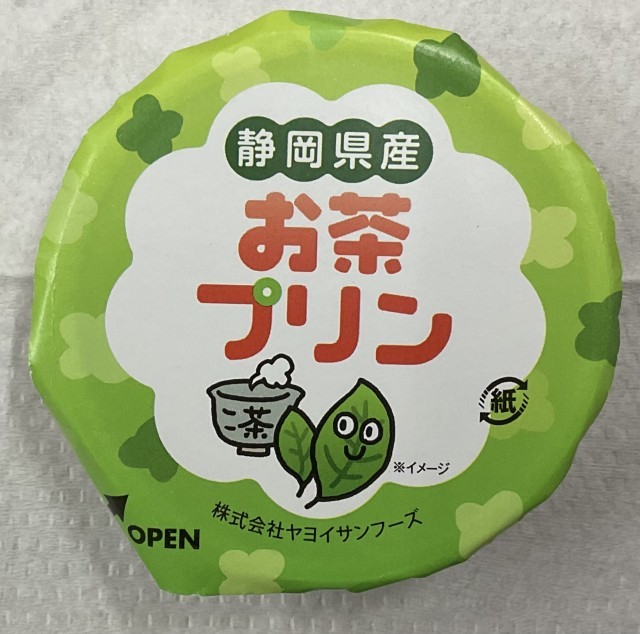 静岡県産
お茶
プリン
茶
紙
※イメージ
株式会社ヤヨイサンフーズ
OPEN